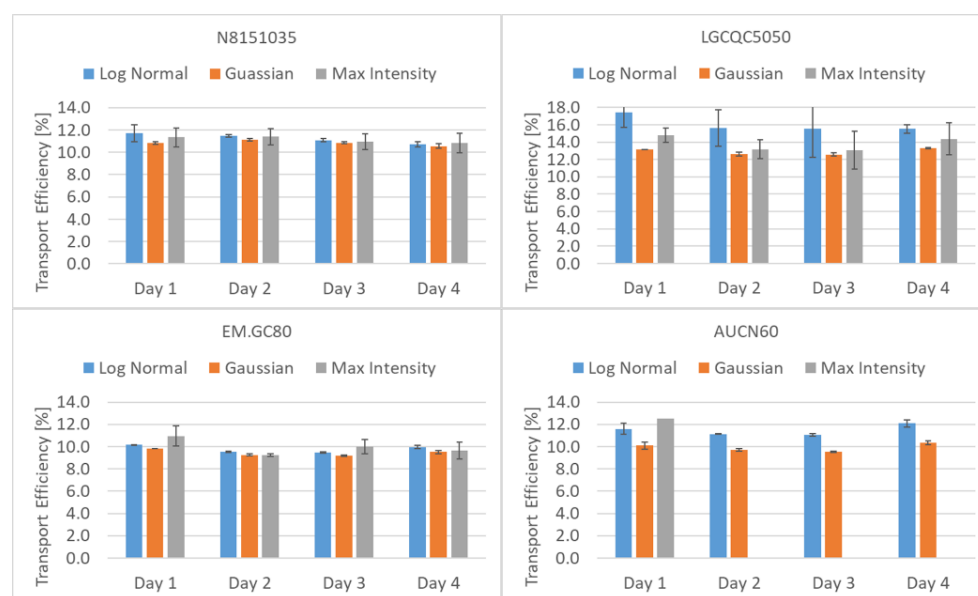 N8151035
Log Normal Guassian Max Intensity
Transport Efficiency [%]
14.0
12.0
10.0
8.0
6.0
4.0
2.0
0.0
Day 1 Day 2 Day 3 Day 4
LGCQC5050
Log Normal Gaussian Max Intensity
Transport Efficiency [%]
18.0
16.0
14.0
12.0
10.0
8.0
6.0
4.0
2.0
0.0
Day 1 Day 2 Day 3 Day 4
EM.GC80
Log Normal Gaussian Max Intensity
Transport Efficiency [%]
14.0
12.0
10.0
8.0
6.0
4.0
2.0
0.0
Day 1 Day 2 Day 3 Day 4
AUCN60
Log Normal Gaussian Max Intensity
Transport Efficiency [%]
14.0
12.0
10.0
8.0
6.0
4.0
2.0
0.0
Day 1 Day 2 Day 3 Day 4